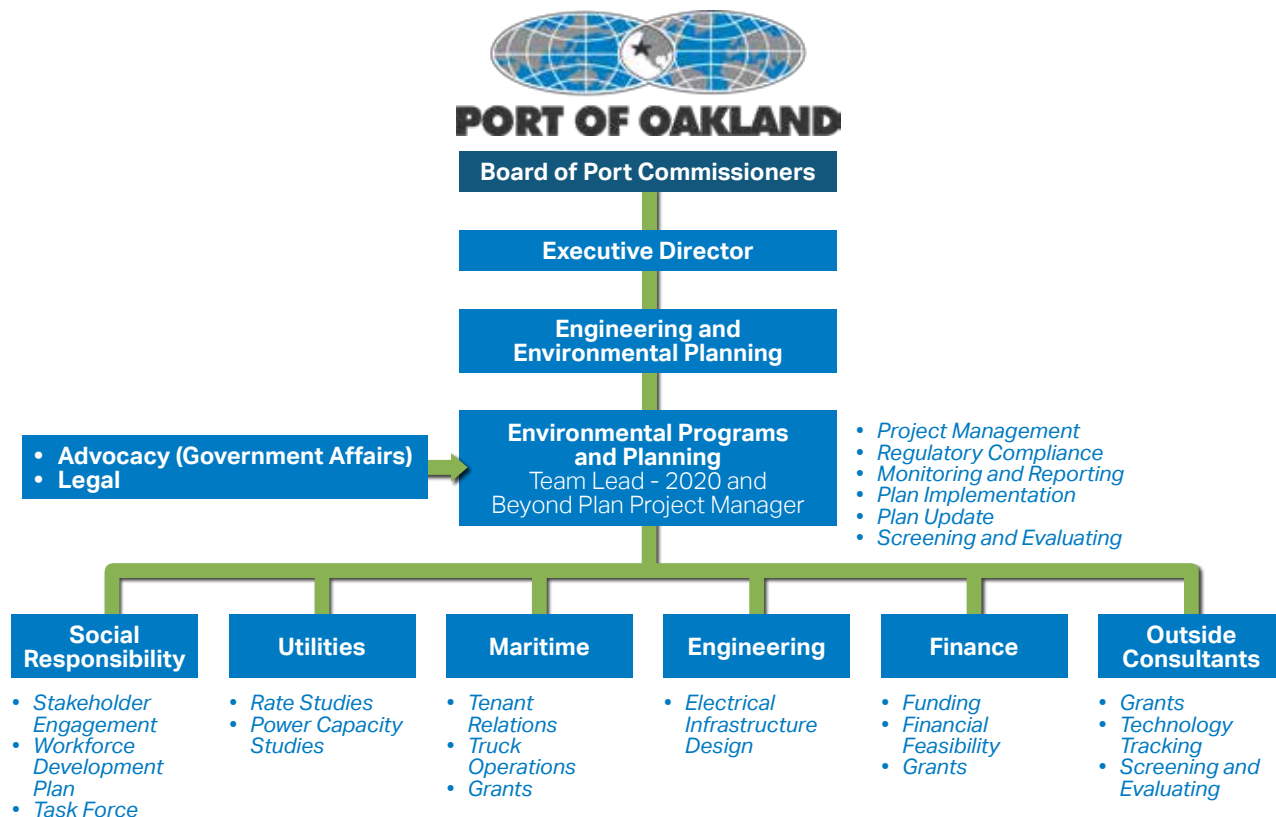 PORT OF OAKLAND
Board of Port Commissioners
Executive Director
Engineering and
Environmental Planning
• Advocacy (Government Affairs)
• Legal
Environmental Programs
and Planning
Team Lead - 2020 and
Beyond Plan Project Manager
• Project Management
• Regulatory Compliance
• Monitoring and Reporting
• Plan Implementation
• Plan Update
• Screening and Evaluating
Social
Responsibility
• Stakeholder
Engagement
• Workforce
Development
Plan
• Task Force
Utilities
• Rate Studies
• Power Capacity
Studies
Maritime
• Tenant
Relations
• Truck
Operations
• Grants
Engineering
• Electrical
Infrastructure
Design
Finance
• Funding
• Financial
Feasibility
• Grants
Outside
Consultants
• Grants
• Technology
Tracking
• Screening and
Evaluating